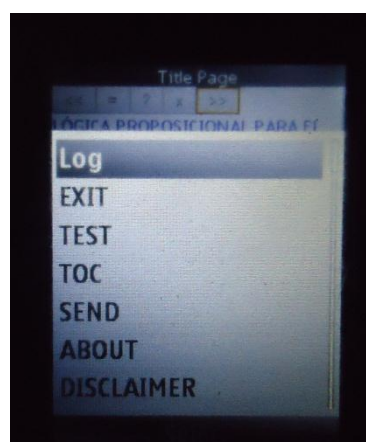 Title Page
<< = ? x >>
LÓGICA PROPOSICIONAL PARA
Log
EXIT
TEST
TOC
SEND
ABOUT
DISCLAIMER